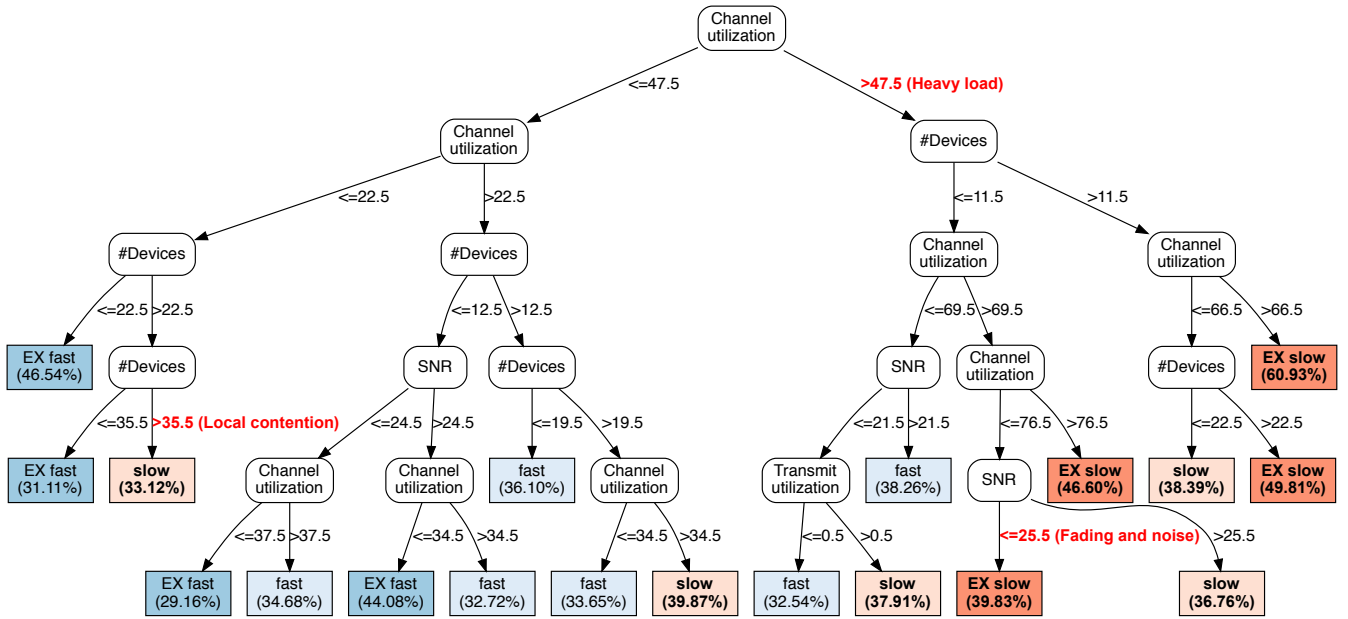 Channel
utilization
<=47.5
>47.5 (Heavy load)
Channel
utilization
#Devices
<=22.5
>22.5
<=11.5
>11.5
#Devices
#Devices
Channel
utilization
Channel
utilization
<=22.5
>22.5
<=12.5
>12.5
<=69.5
>69.5
<=66.5
>66.5
EX fast
(46.54%)
#Devices
SNR
#Devices
SNR
Channel
utilization
#Devices
EX slow
(60.93%)
<=35.5
>35.5 (Local contention)
<=24.5
>24.5
<=19.5
>19.5
<=21.5
>21.5
<=76.5
>76.5
<=22.5
>22.5
EX fast
(31.11%)
slow
(33.12%)
Channel
utilization
Channel
utilization
fast
(36.10%)
Channel
utilization
Transmit
utilization
fast
(38.26%)
SNR
EX slow
(46.60%)
slow
(38.39%)
EX slow
(49.81%)
<=37.5
>37.5
<=34.5
>34.5
<=34.5
>34.5
<=0.5
>0.5
<=25.5 (Fading and noise)
>25.5
EX fast
(29.16%)
fast
(34.68%)
EX fast
(44.08%)
fast
(32.72%)
fast
(33.65%)
slow
(39.87%)
fast
(32.54%)
slow
(37.91%)
EX slow
(39.83%)
slow
(36.76%)